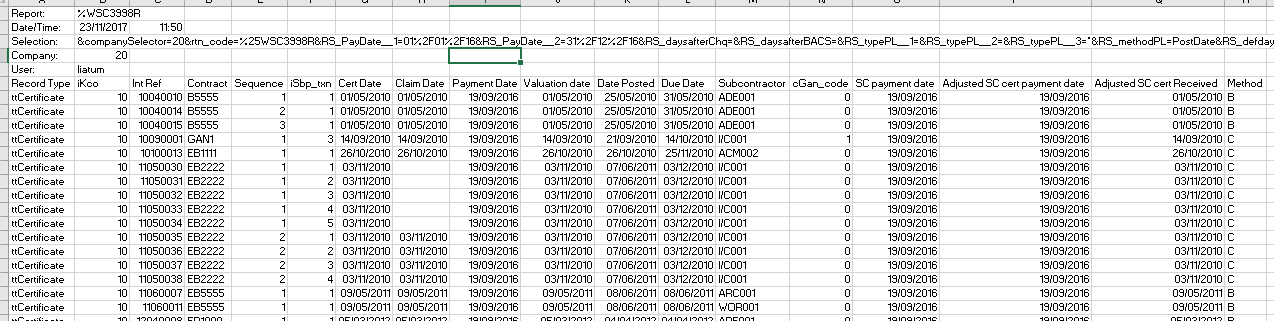 Report: %WSC3998R
Date/Time: 23/11/2017 11:50
Selection: &companySelector=20&rtn_code=%25WSC3998R&RS_PayDate__1=01%2F01%2F16&RS_PayDate__2=31%2F12%2F16&RS_daysafterChq=&RS_daysafterBACS=&RS_typePL__1=&RS_typePL__2=&RS_typePL__3="&RS_methodPL=PostDate&RS_defday
Company: 20
User: liatum
Record Type iKco Int Ref Contract Sequence iSbp_txn Cert Date Claim Date Payment Date Valuation date Date Posted Due Date Subcontractor cGan_code SC payment date Adjusted SC cert payment date Adjusted SC cert Received Method
ttCertificate 10 10040010 B5555 1 1 01/05/2010 01/05/2010 19/09/2016 01/05/2010 25/05/2010 31/05/2010 ADE001 0 19/09/2016 19/09/2016 01/05/2010 B
ttCertificate 10 10040014 B5555 2 1 01/05/2010 01/05/2010 19/09/2016 01/05/2010 25/05/2010 31/05/2010 ADE001 0 19/09/2016 19/09/2016 01/05/2010 B
ttCertificate 10 10040015 B5555 3 1 01/05/2010 01/05/2010 19/09/2016 01/05/2010 25/05/2010 31/05/2010 ADE001 0 19/09/2016 19/09/2016 01/05/2010 B
ttCertificate 10 10090001 GAN1 1 3 14/09/2010 14/09/2010 19/09/2016 14/09/2010 21/09/2010 14/10/2010 I/C001 1 19/09/2016 19/09/2016 14/09/2010 B
ttCertificate 10 10100013 EB1111 1 1 26/10/2010 26/10/2010 19/09/2016 26/10/2010 26/10/2010 25/11/2010 ACM002 0 19/09/2016 19/09/2016 26/10/2010 C
ttCertificate 10 11050030 EB2222 1 1 03/11/2010 19/09/2016 03/11/2010 07/06/2011 03/12/2010 I/C001 0 19/09/2016 19/09/2016 03/11/2010 C
ttCertificate 10 11050031 EB2222 1 2 03/11/2010 19/09/2016 03/11/2010 07/06/2011 03/12/2010 I/C001 0 19/09/2016 19/09/2016 03/11/2010 C
ttCertificate 10 11050032 EB2222 1 3 03/11/2010 19/09/2016 03/11/2010 07/06/2011 03/12/2010 I/C001 0 19/09/2016 19/09/2016 03/11/2010 C
ttCertificate 10 11050033 EB2222 1 4 03/11/2010 19/09/2016 03/11/2010 07/06/2011 03/12/2010 I/C001 0 19/09/2016 19/09/2016 03/11/2010 C
ttCertificate 10 11050034 EB2222 1 5 03/11/2010 19/09/2016 03/11/2010 07/06/2011 03/12/2010 I/C001 0 19/09/2016 19/09/2016 03/11/2010 C
ttCertificate 10 11050035 EB2222 2 1 03/11/2010 03/11/2010 19/09/2016 03/11/2010 07/06/2011 03/12/2010 I/C001 0 19/09/2016 19/09/2016 03/11/2010 C
ttCertificate 10 11050036 EB2222 2 2 03/11/2010 03/11/2010 19/09/2016 03/11/2010 07/06/2011 03/12/2010 I/C001 0 19/09/2016 19/09/2016 03/11/2010 C
ttCertificate 10 11050037 EB2222 2 3 03/11/2010 03/11/2010 19/09/2016 03/11/2010 07/06/2011 03/12/2010 I/C001 0 19/09/2016 19/09/2016 03/11/2010 C
ttCertificate 10 11050038 EB2222 2 4 03/11/2010 03/11/2010 19/09/2016 03/11/2010 07/06/2011 03/12/2010 I/C001 0 19/09/2016 19/09/2016 03/11/2010 C
ttCertificate 10 11060007 EB5555 1 1 09/05/2011 09/05/2011 19/09/2016 09/05/2011 08/06/2011 08/06/2011 ARC001 0 19/09/2016 19/09/2016 09/05/2011 B
ttCertificate 10 11060011 EB5555 1 1 09/05/2011 09/05/2011 19/09/2016 09/05/2011 08/06/2011 08/06/2011 WOR001 0 19/09/2016 19/09/2016 09/05/2011 B